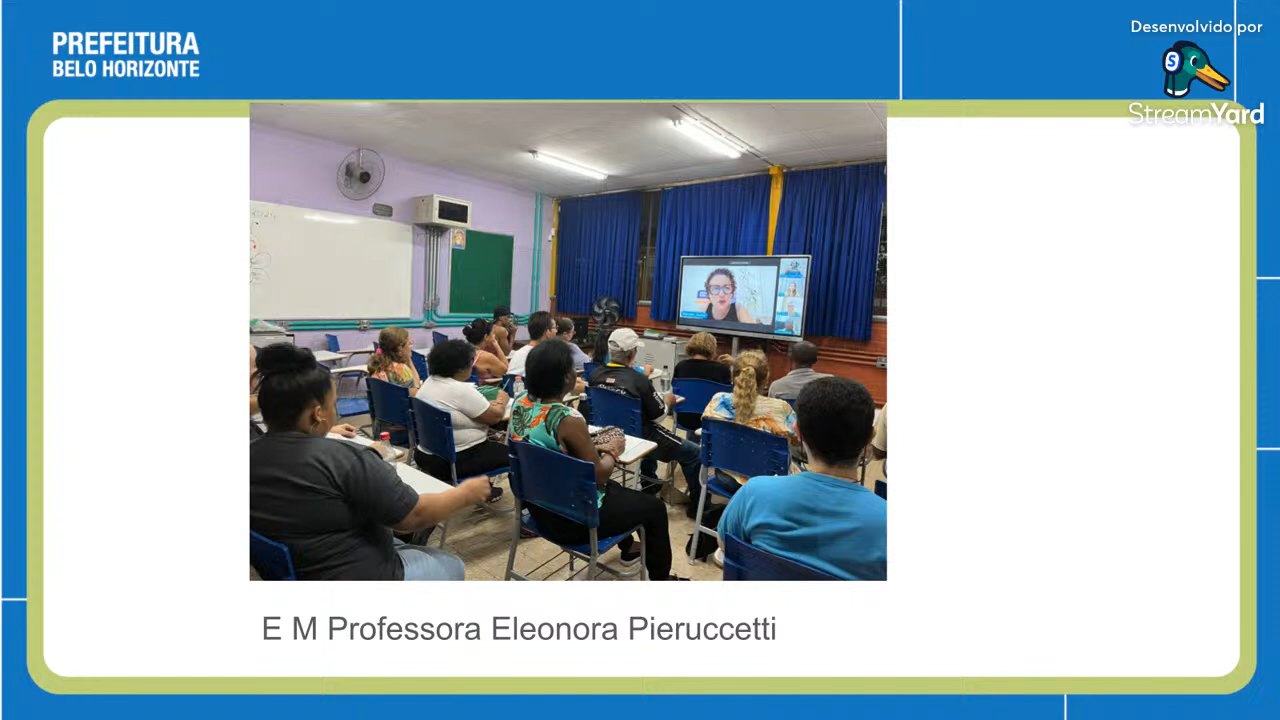 PREFEITURA
BELO HORIZONTE
Desenvolvido por
S
StreamYard
E M Professora Eleonora Pieruccetti